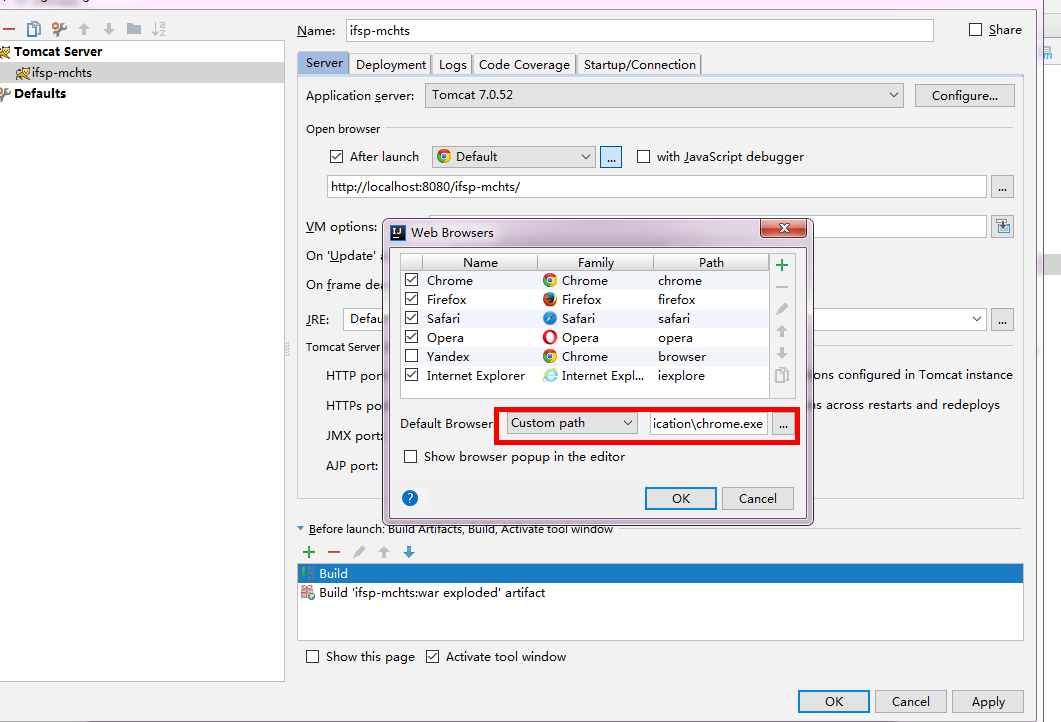 Name: ifsp-mchts Share
Tomcat Server
ifsp-mchts
Defaults
Server Deployment Logs Code Coverage Startup/Connection
Application server: Tomcat 7.0.52 Configure...
Open browser
After launch Default ... with JavaScript debugger
http://localhost:8080/ifsp-mchts/ ...
VM options:
On 'Update'
On frame
JRE: ...
Tomcat Server
HTTP
configured in Tomcat instance
HTTPs
across restarts and redeploys
JMX port:
AJP port:
Web Browsers
Name Family Path
Chrome Chrome chrome
Firefox Firefox firefox
Safari Safari safari
Opera Opera opera
Yandex Chrome browser
Internet Explorer Internet Expl... iexplore
Default Browser Custom path ication\chrome.exe ...
Show browser popup in the editor
? OK Cancel
Before launch: Build Artifacts, Build, Activate tool window
Build
Build 'ifsp-mchts:war exploded' artifact
Show this page Activate tool window
OK Cancel Apply